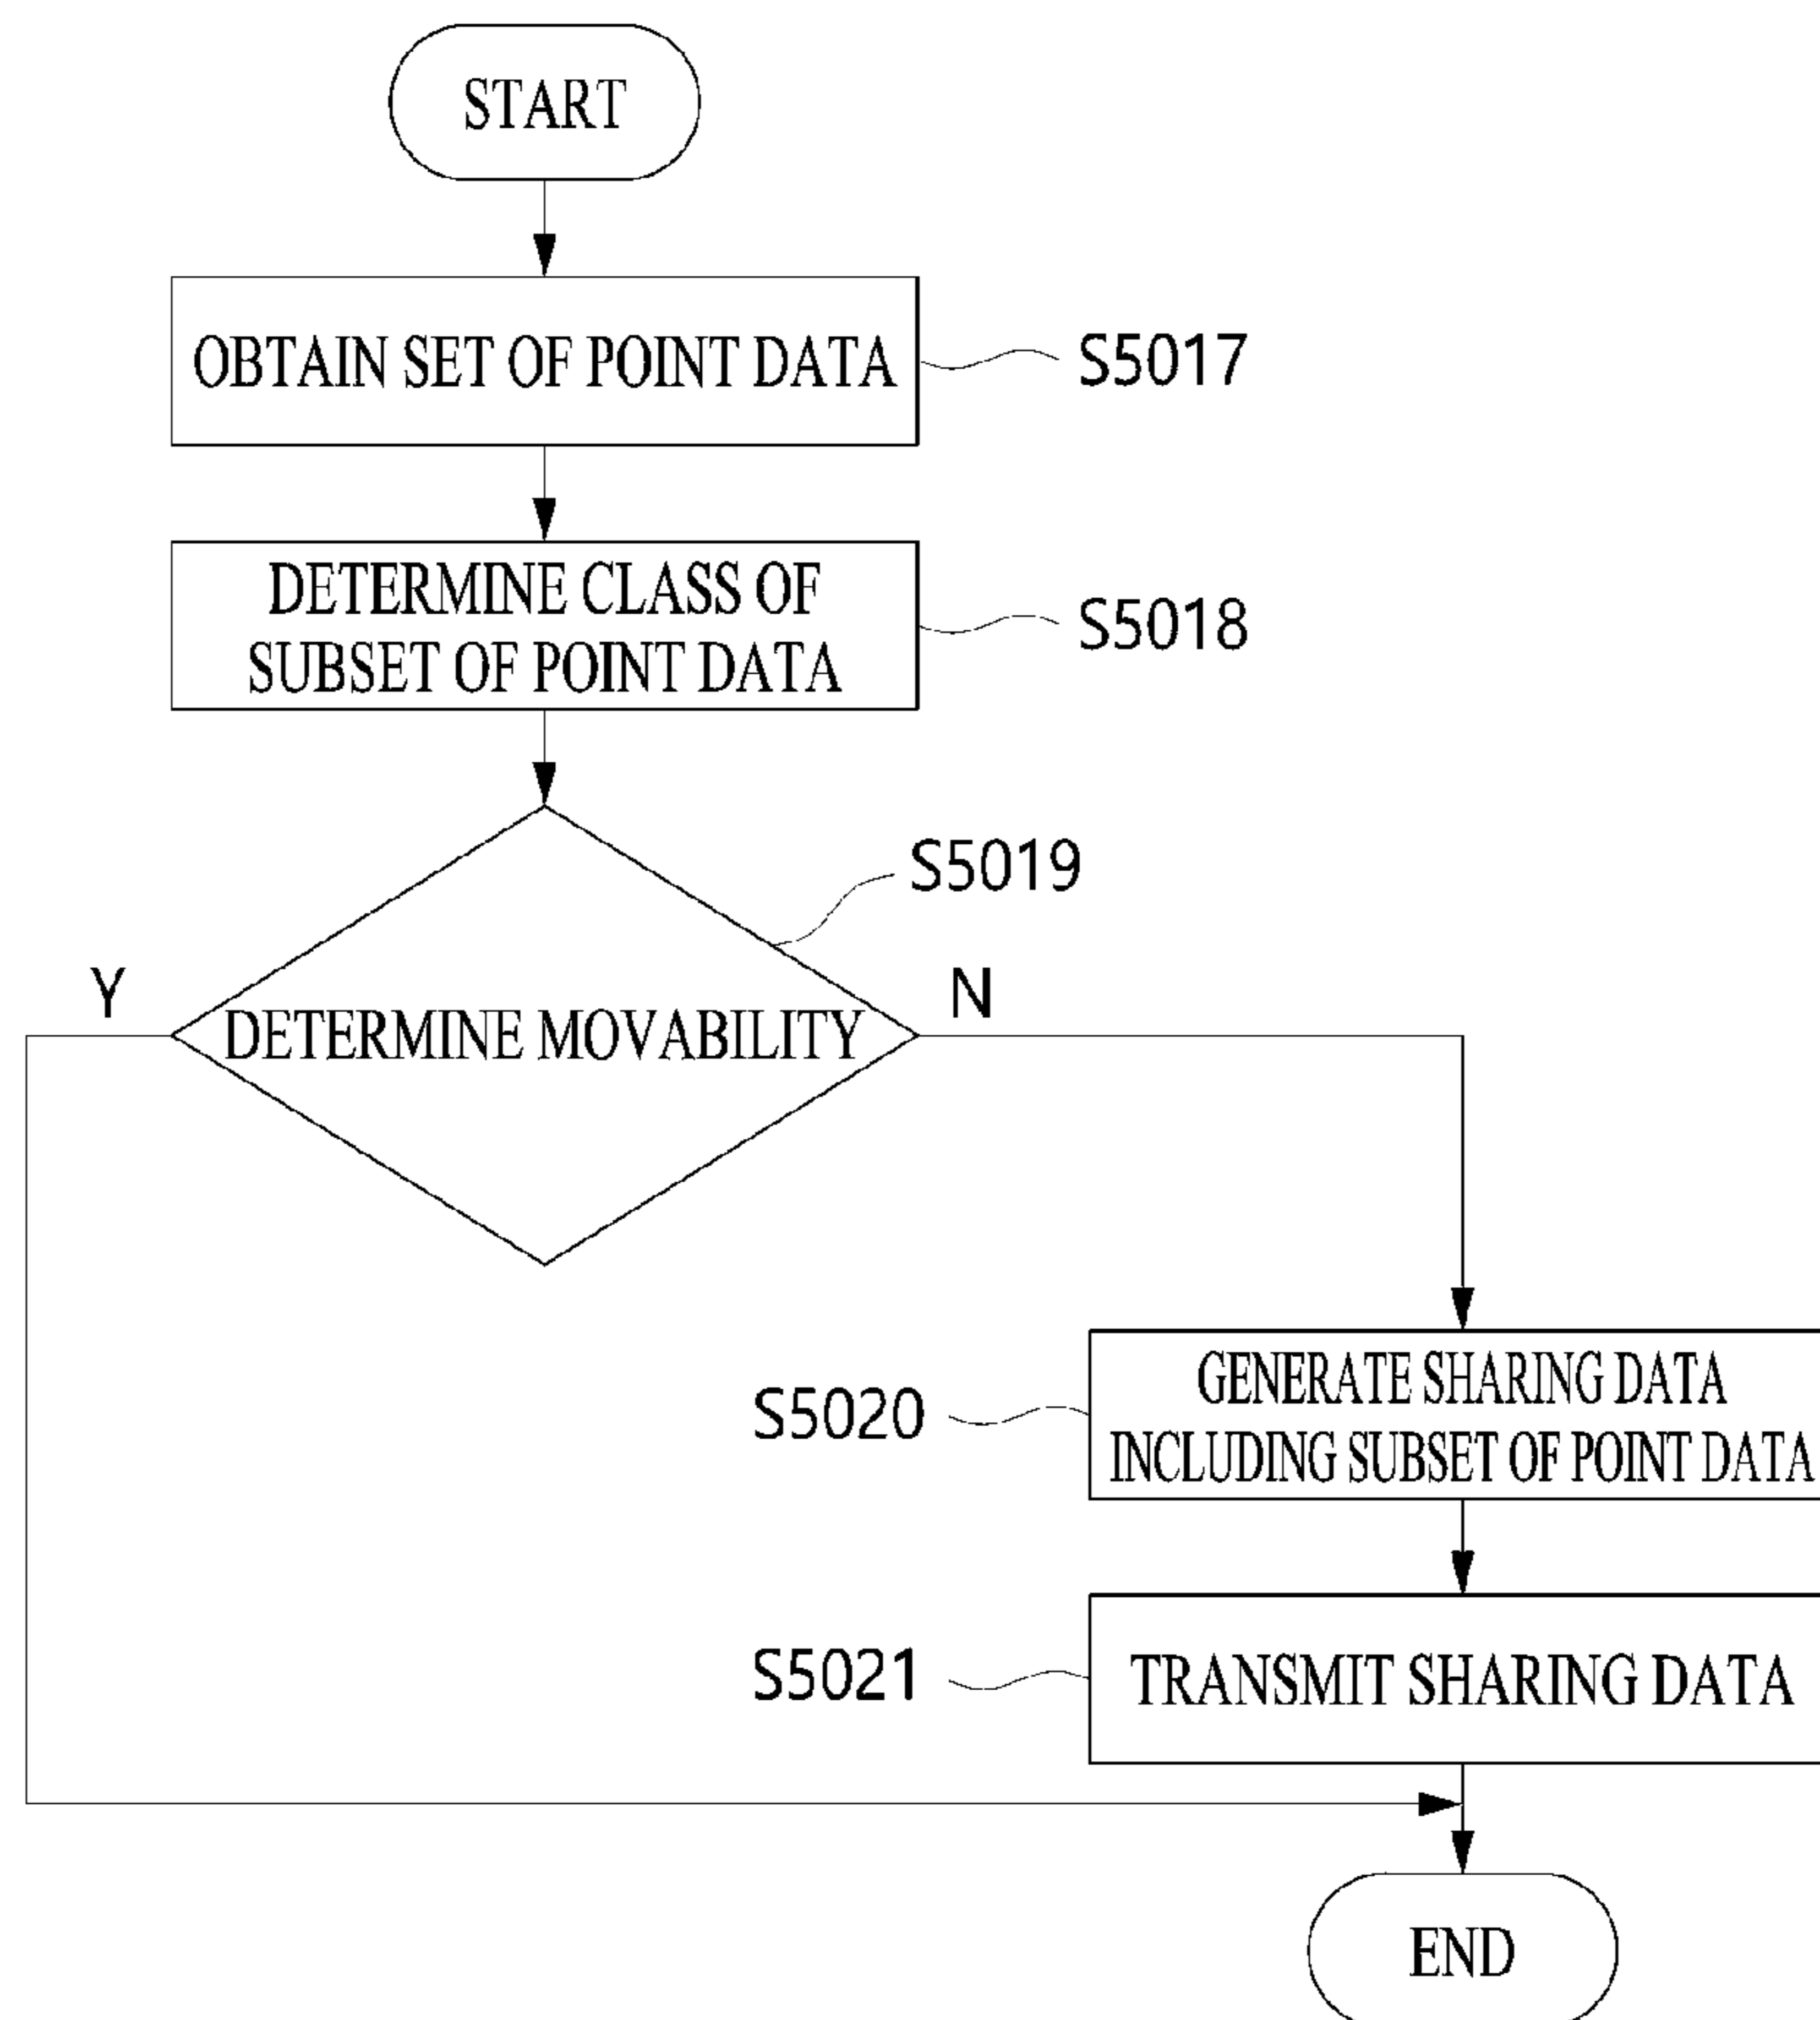 START
OBTAIN SET OF POINT DATA
S5017
DETERMINE CLASS OF
SUBSET OF POINT DATA
S5018
S5019
Y
N
DETERMINE MOVABILITY
GENERATE SHARING DATA
INCLUDING SUBSET OF POINT DATA
S5020
S5021
TRANSMIT SHARING DATA
END